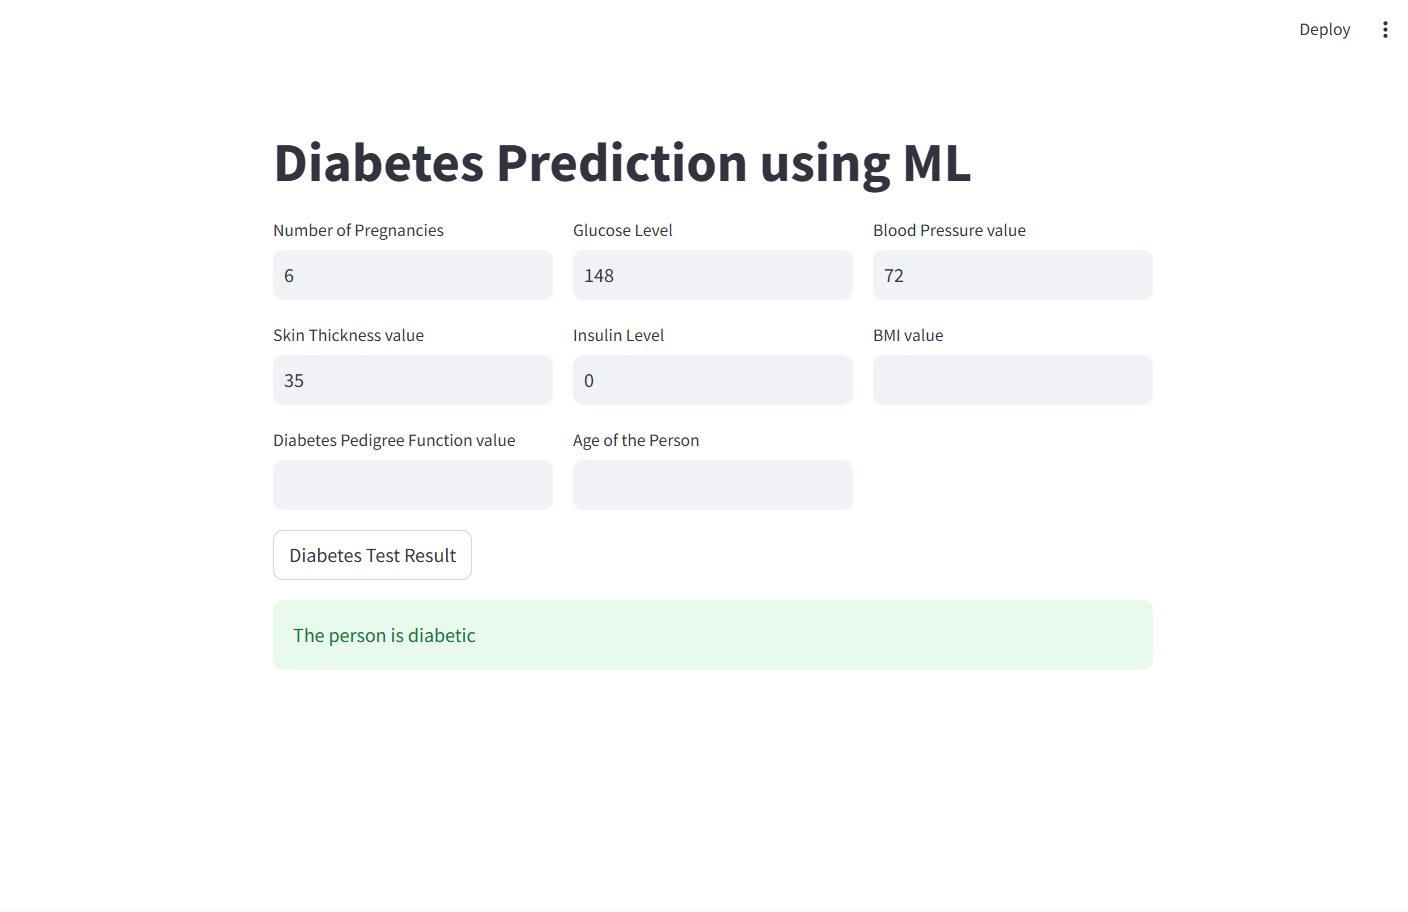 Deploy
Diabetes Prediction using ML
Number of Pregnancies
Glucose Level
Blood Pressure value
6
148
72
Skin Thickness value
Insulin Level
BMI value
35
0
Diabetes Pedigree Function value
Age of the Person
Diabetes Test Result
The person is diabetic